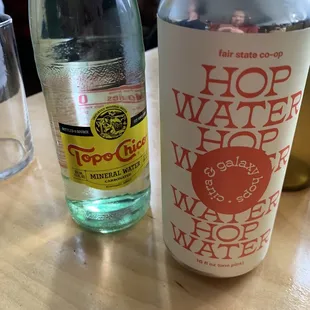 Topo Chico
MINERAL WATER
fair state co-op
HOP
WATER
HOP
WATER
citra & galaxy hops
WATER
HOP
WATER